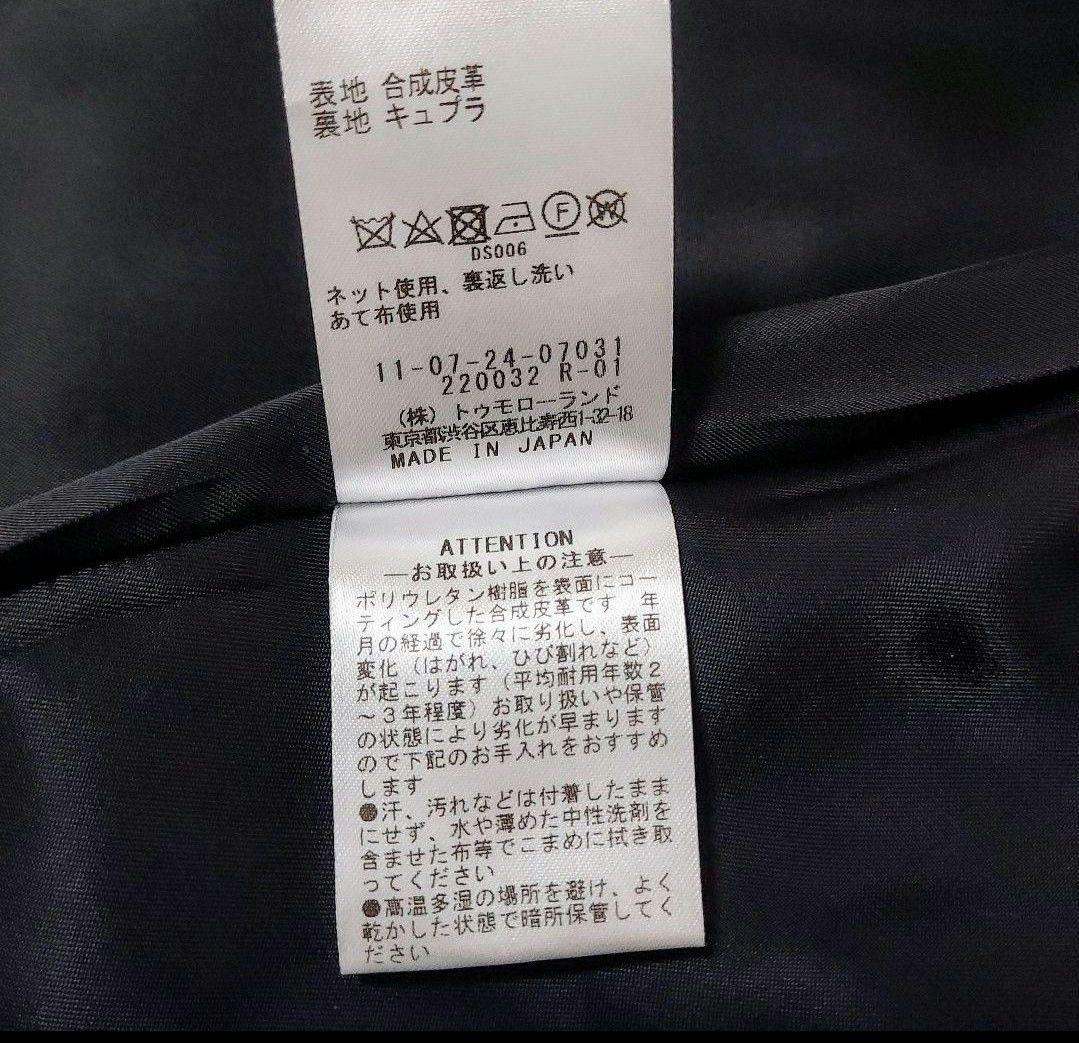 表地 合成皮革
裏地 キュプラ
F W
DS006
ネット使用、裏返し洗い
あて布使用
11-07-24-07031
220032 R-01
(株) トゥモローランド
東京都渋谷区恵比寿西1-32-18
MADE IN JAPAN
ATTENTION
―お取扱い上の注意―
ポリウレタン樹脂を表面にコー
ティングした合成皮革です 年
月の経過で徐々に劣化し、表面
変化(はがれ、ひび割れなど)
が起こります(平均耐用年数2
～3年程度)お取り扱いや保管
の状態により劣化が早まります
ので下記のお手入れをおすすめ
します
●汗、汚れなどは付着したまま
にせず、水や薄めた中性洗剤を
含ませた布等でこまめに拭き取
ってください
●高温多湿の場所を避け、よく
乾かした状態で暗所保管してく
ださい